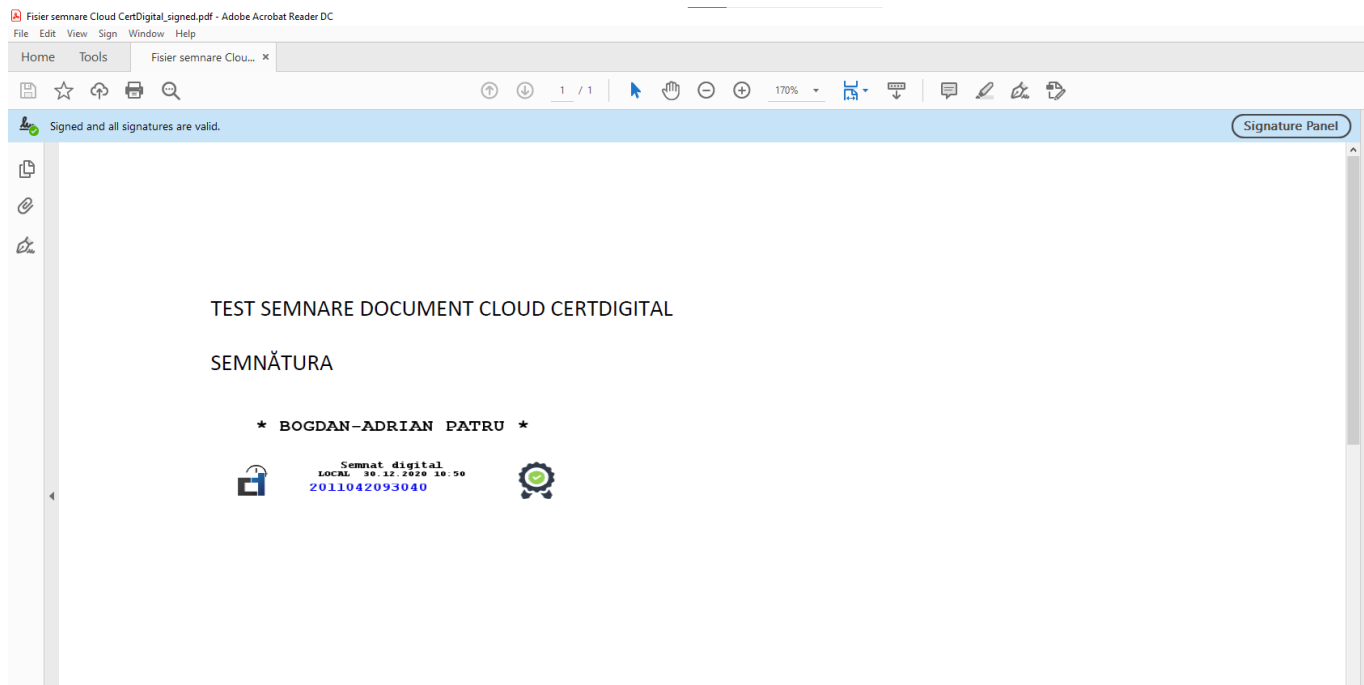 Fisier semnare Cloud CertDigital_signed.pdf - Adobe Acrobat Reader DC
File Edit View Sign Window Help
Home Tools Fisier semnare Clou... ×
1 / 1 170%
Signed and all signatures are valid. Signature Panel
TEST SEMNARE DOCUMENT CLOUD CERTDIGITAL
SEMNĂTURA
* BOGDAN-ADRIAN PATRU *
Semnat digital
LOCAL 30.12.2020 10:50
2011042093040